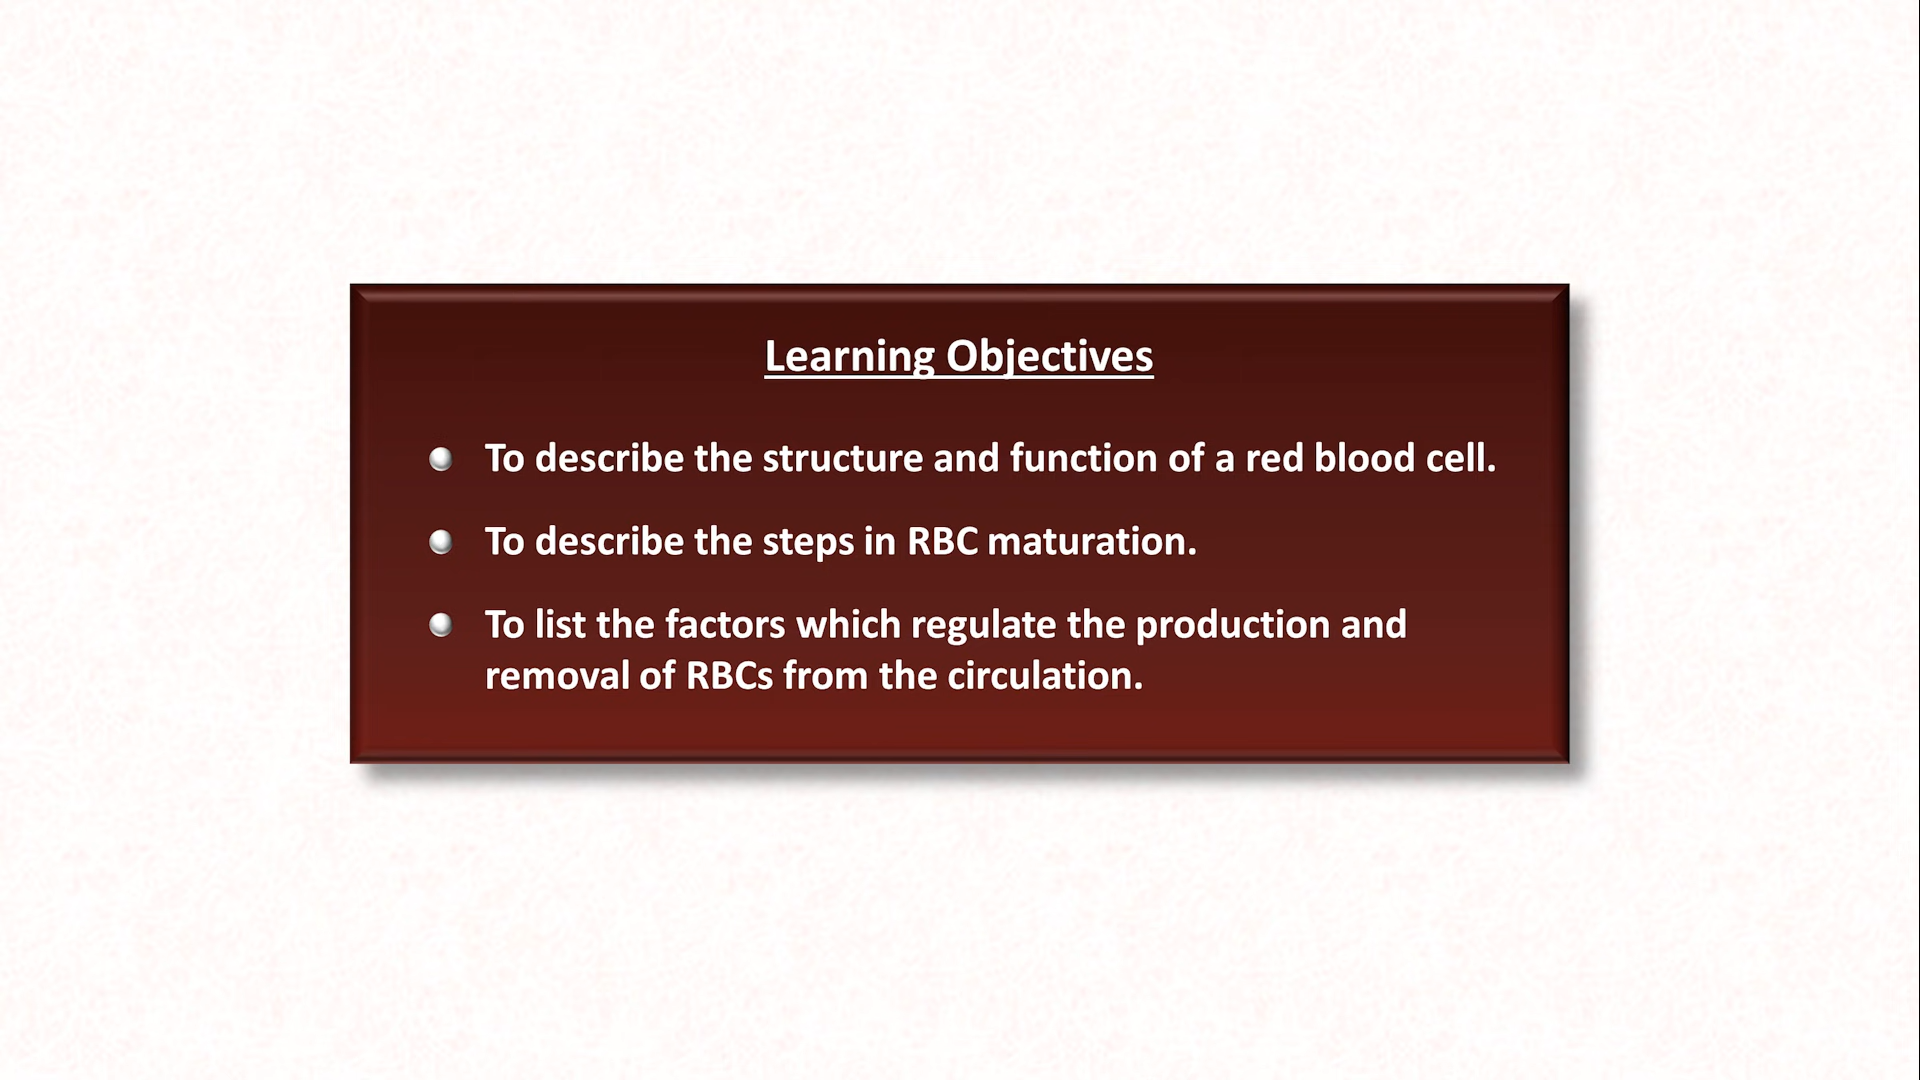 Learning Objectives
To describe the structure and function of a red blood cell.
To describe the steps in RBC maturation.
To list the factors which regulate the production and
removal of RBCs from the circulation.